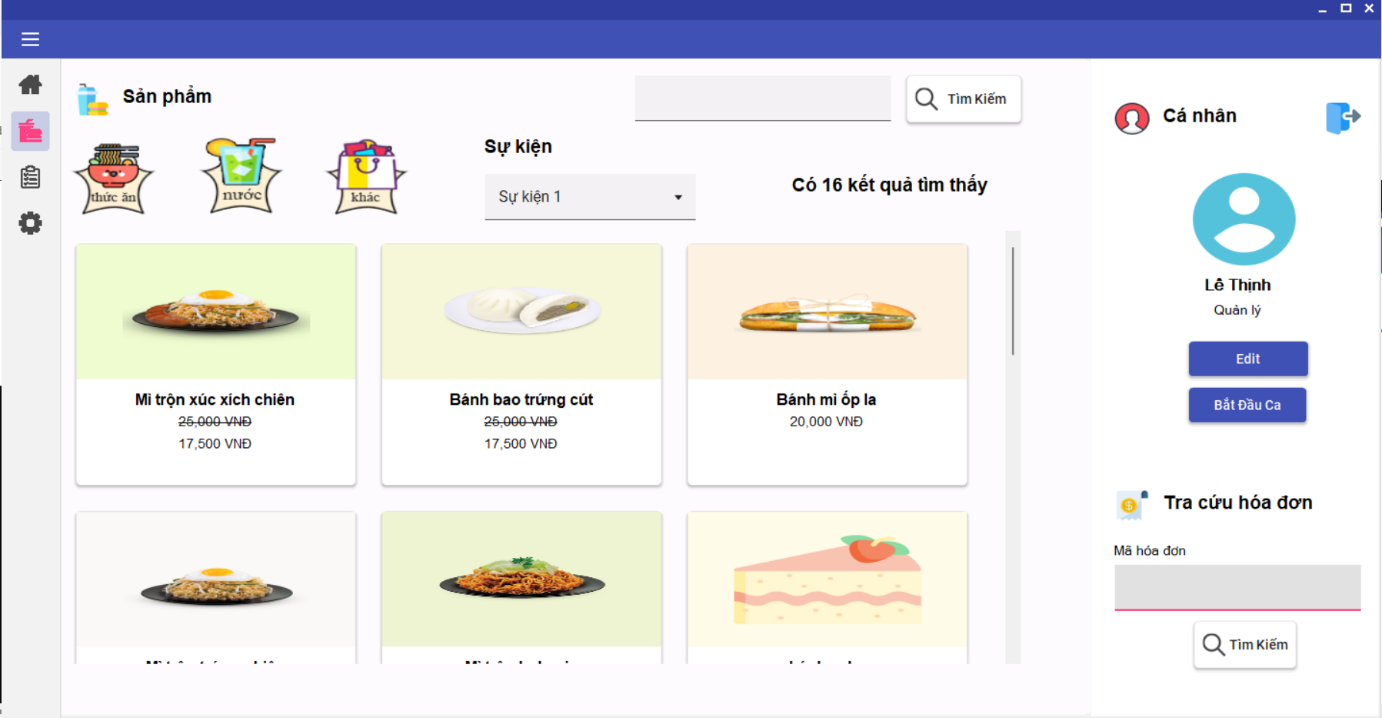 Sản phẩm
Tìm Kiếm
thức ăn
nước
khác
Sự kiện
Sự kiện 1
Có 16 kết quả tìm thấy
Mì trộn xúc xích chiên
25,000 VNĐ
17,500 VNĐ
Bánh bao trứng cút
25,000 VNĐ
17,500 VNĐ
Bánh mì ốp la
20,000 VNĐ
Cá nhân
Lê Thịnh
Quản lý
Edit
Bắt Đầu Ca
Tra cứu hóa đơn
Mã hóa đơn
Tìm Kiếm